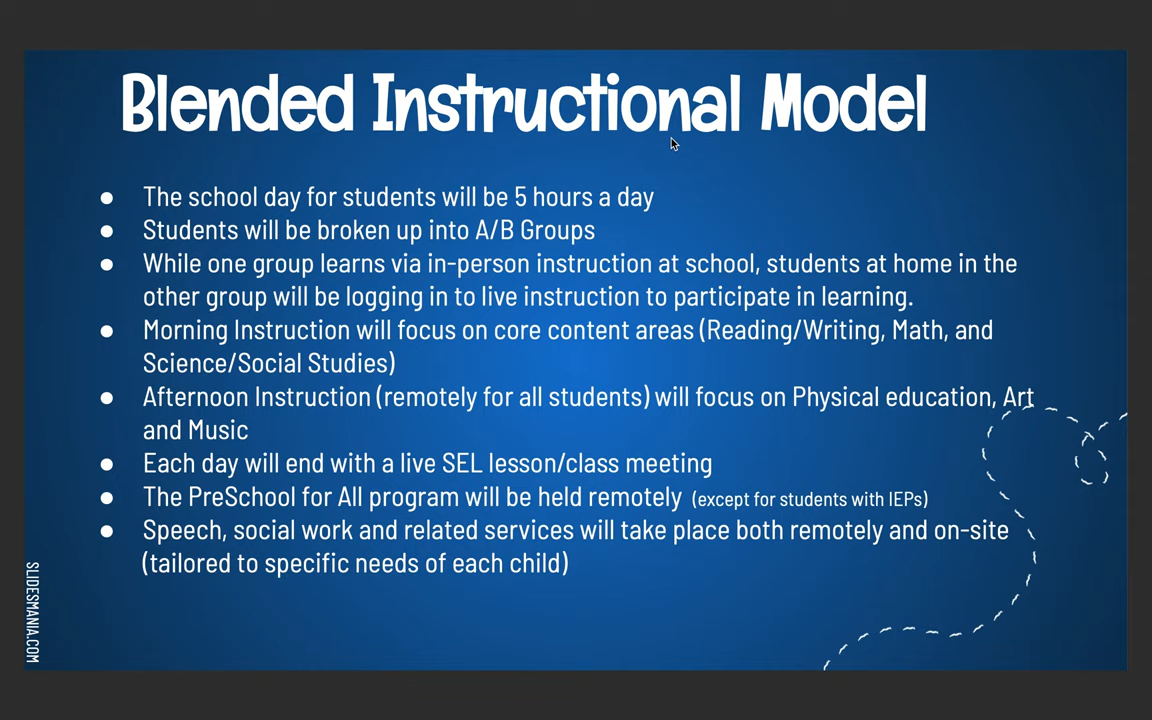 Blended Instructional Model
● The school day for students will be 5 hours a day
● Students will be broken up into A/B Groups
● While one group learns via in-person instruction at school, students at home in the
other group will be logging in to live instruction to participate in learning.
● Morning Instruction will focus on core content areas (Reading/Writing, Math, and
Science/Social Studies)
● Afternoon Instruction (remotely for all students) will focus on Physical education, Art
and Music
● Each day will end with a live SEL lesson/class meeting
● The PreSchool for All program will be held remotely (except for students with IEPs)
● Speech, social work and related services will take place both remotely and on-site
(tailored to specific needs of each child)
SLIDESMANIA.COM